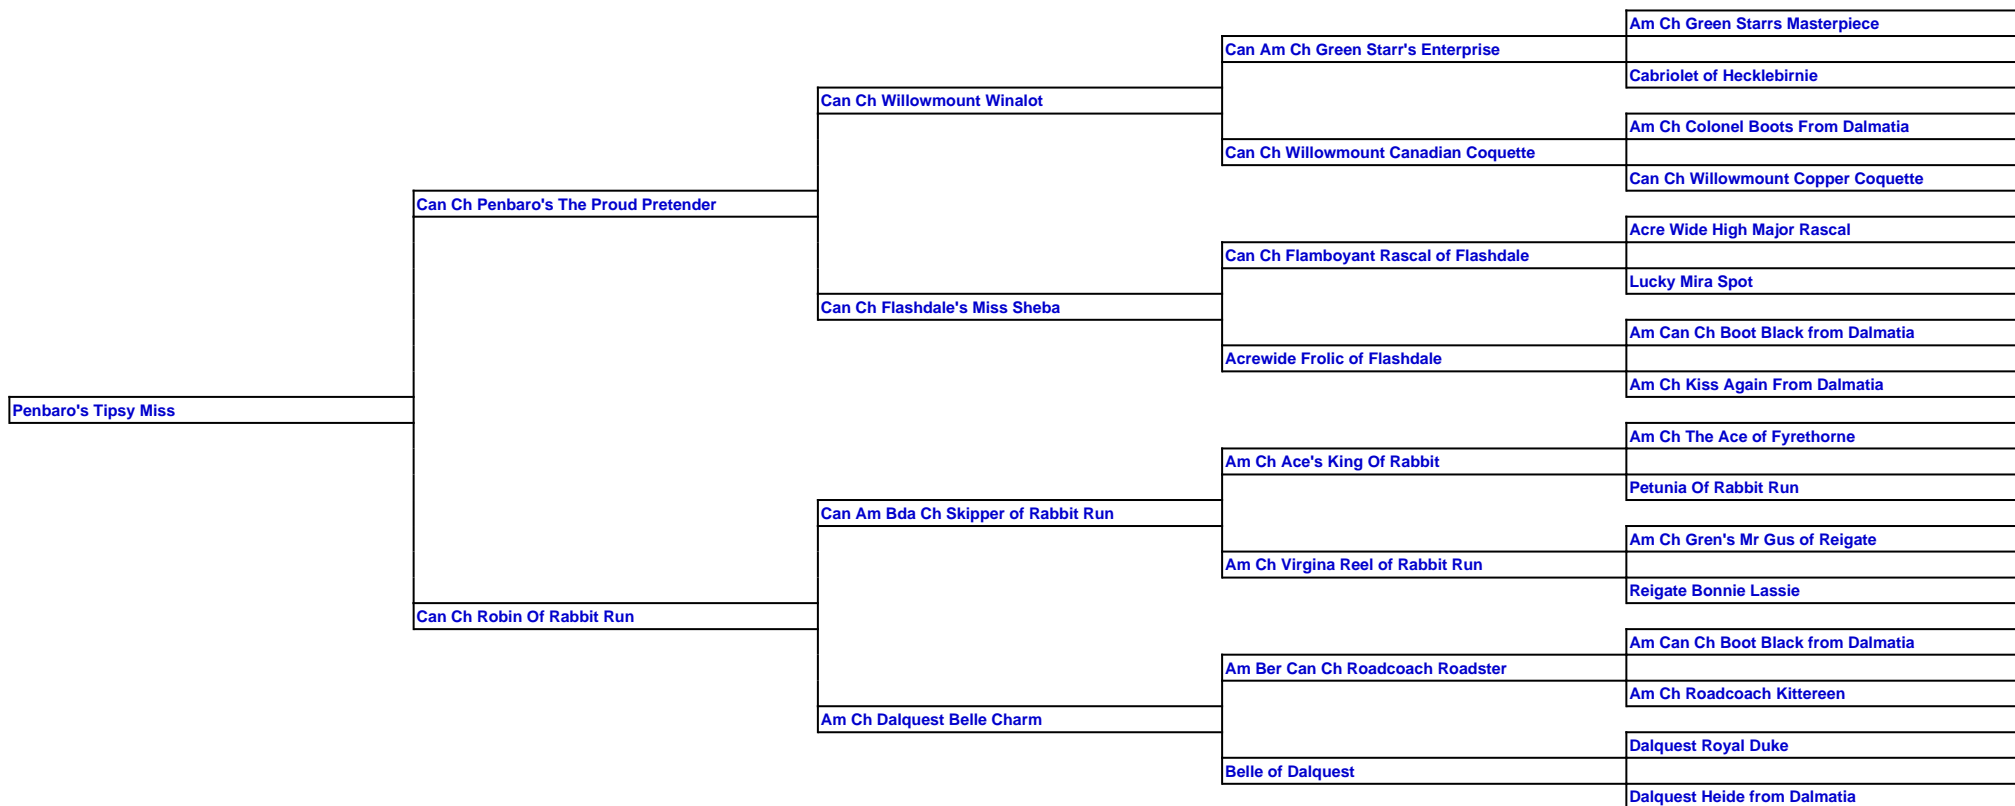 Am Ch Green Starrs Masterpiece
Can Am Ch Green Starr's Enterprise
Cabriolet of Hecklebirnie
Can Ch Willowmount Winalot
Am Ch Colonel Boots From Dalmatia
Can Ch Willowmount Canadian Coquette
Can Ch Willowmount Copper Coquette
Can Ch Penbaro's The Proud Pretender
Acre Wide High Major Rascal
Can Ch Flamboyant Rascal of Flashdale
Lucky Mira Spot
Can Ch Flashdale's Miss Sheba
Am Can Ch Boot Black from Dalmatia
Acrewide Frolic of Flashdale
Am Ch Kiss Again From Dalmatia
Penbaro's Tipsy Miss
Am Ch The Ace of Fyrethorne
Am Ch Ace's King Of Rabbit
Petunia Of Rabbit Run
Can Am Bda Ch Skipper of Rabbit Run
Am Ch Gren's Mr Gus of Reigate
Am Ch Virgina Reel of Rabbit Run
Reigate Bonnie Lassie
Can Ch Robin Of Rabbit Run
Am Can Ch Boot Black from Dalmatia
Am Ber Can Ch Roadcoach Roadster
Am Ch Roadcoach Kittereen
Am Ch Dalquest Belle Charm
Dalquest Royal Duke
Belle of Dalquest
Dalquest Heide from Dalmatia